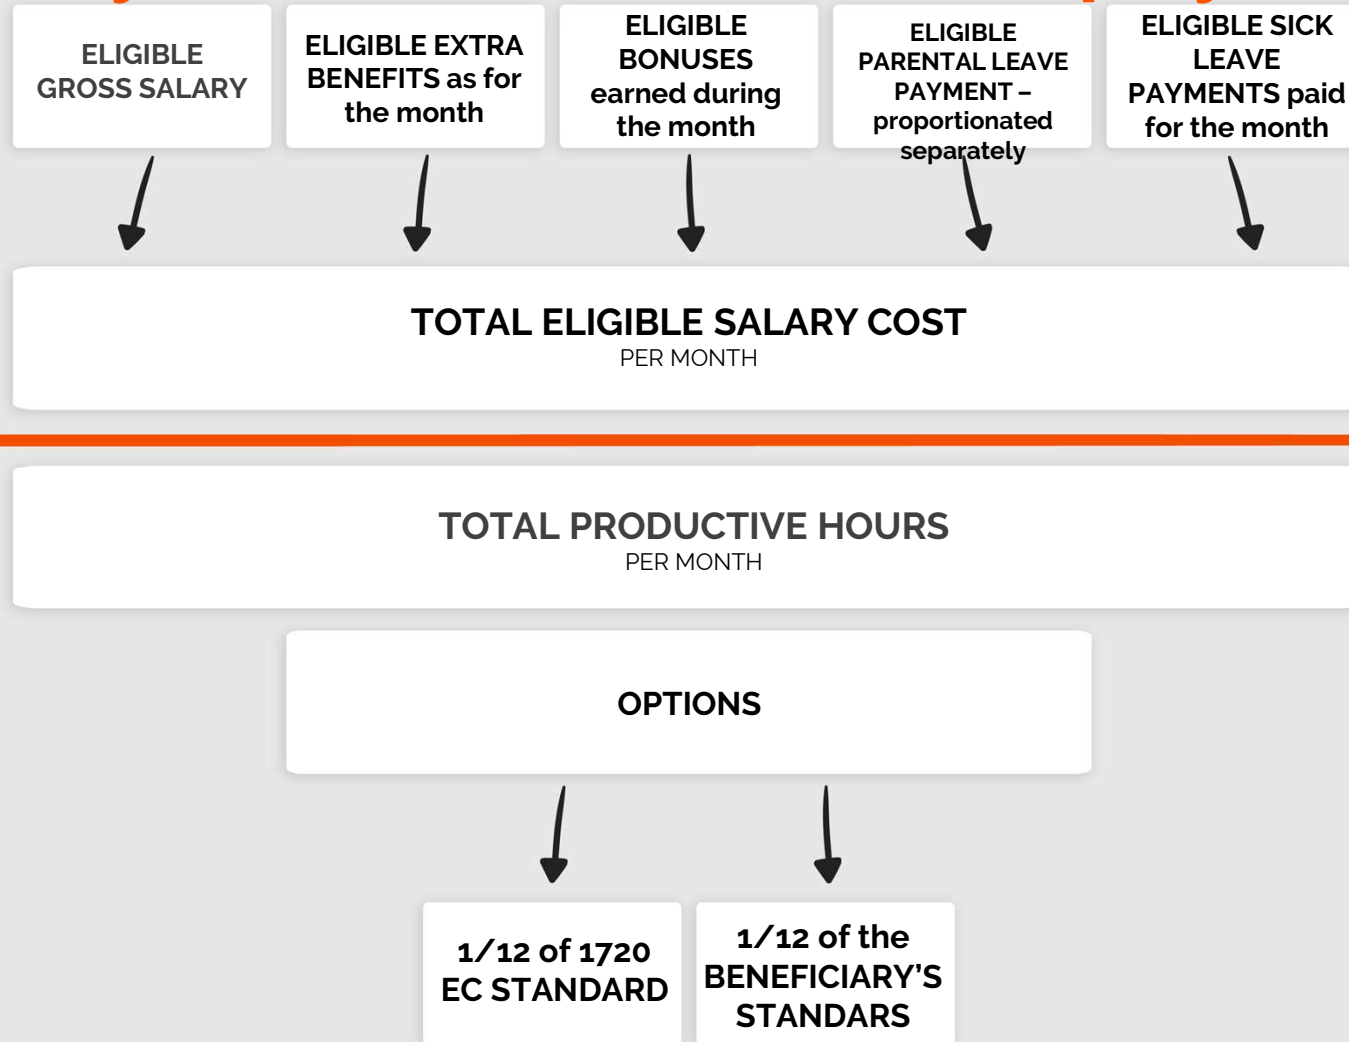 ELIGIBLE
GROSS SALARY
ELIGIBLE EXTRA
BENEFITS as for
the month
ELIGIBLE
BONUSES
earned during
the month
ELIGIBLE
PARENTAL LEAVE
PAYMENT –
proportionated
separately
ELIGIBLE SICK
LEAVE
PAYMENTS paid
for the month
TOTAL ELIGIBLE SALARY COST
PER MONTH
TOTAL PRODUCTIVE HOURS
PER MONTH
OPTIONS
1/12 of 1720
EC STANDARD
1/12 of the
BENEFICIARY’S
STANDARS